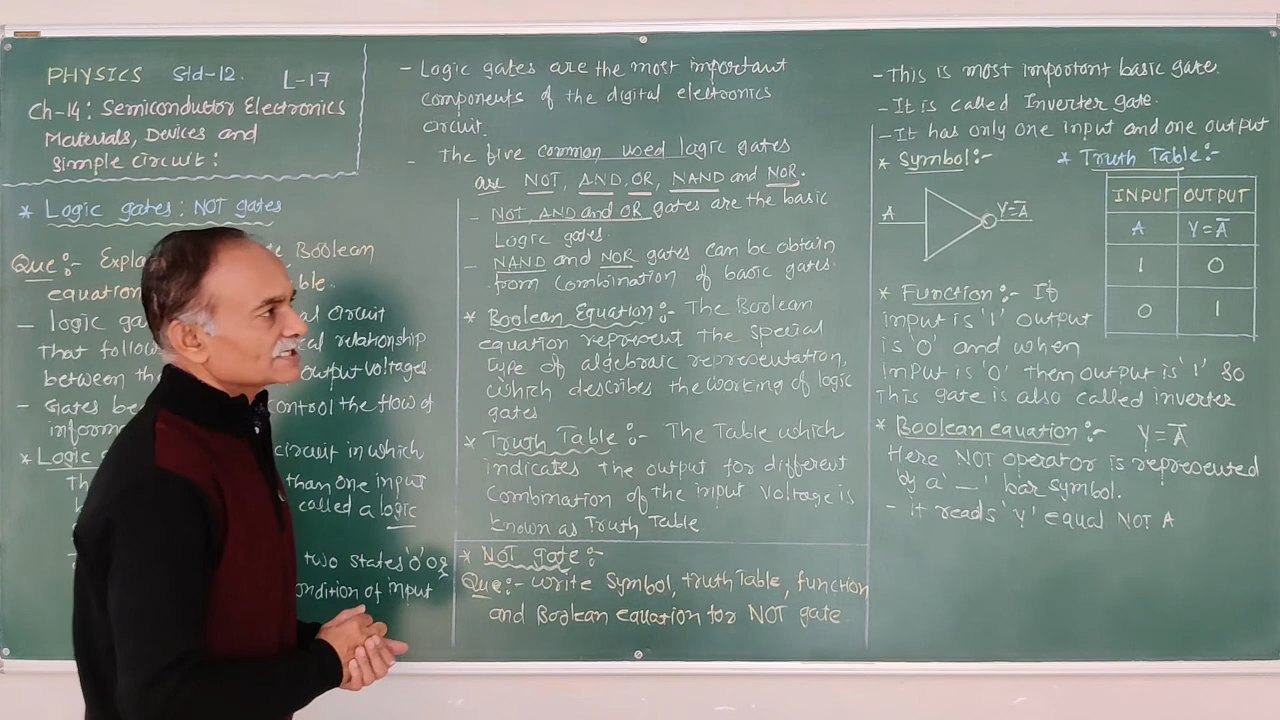 PHYSICS Std-12. L-17
Ch-14: Semiconductor Electronics
Materials, Devices and
Simple circuit:
* Logic gates: NOT gates
Que:- Expla Boolean
equation ble.
- logic ga al circuit
That follow al relationship
between th output voltages
- Gates be control the flow of
inform
* Logic circuit in which
Th than one input
called a logic
two states '0' or
ndition of input
- Logic gates are the most important
components of the digital electronics
circuit.
- The five common used logic gates
are NOT, AND, OR, NAND and NOR.
- NOT, AND and OR gates are the basic
Logic gates.
- NAND and NOR gates can be obtain
from combination of basic gates.
* Boolean Equation:- The Boolean
equation represent the special
type of algebraic representation,
which describes the working of logic
gates
* Truth Table:- The Table which
indicates the output for different
combination of the input voltage is
known as Truth Table
* NOT gate:-
Que:- write symbol, truth Table, function
and Boolean equation for NOT gate.
- This is most important basic gate.
- It is called Inverter gate.
- It has only one input and one output
* Symbol:-
A Y=A̅
* Truth Table:-
INPUT OUTPUT
A Y=A̅
1 0
0 1
* Function:- If
input is '1' output
is '0' and when
input is '0' then output is '1' so
This gate is also called inverter
* Boolean equation:- Y=A̅
Here NOT operator is represented
by a '—' bar symbol.
- it reads 'Y' equal NOT A